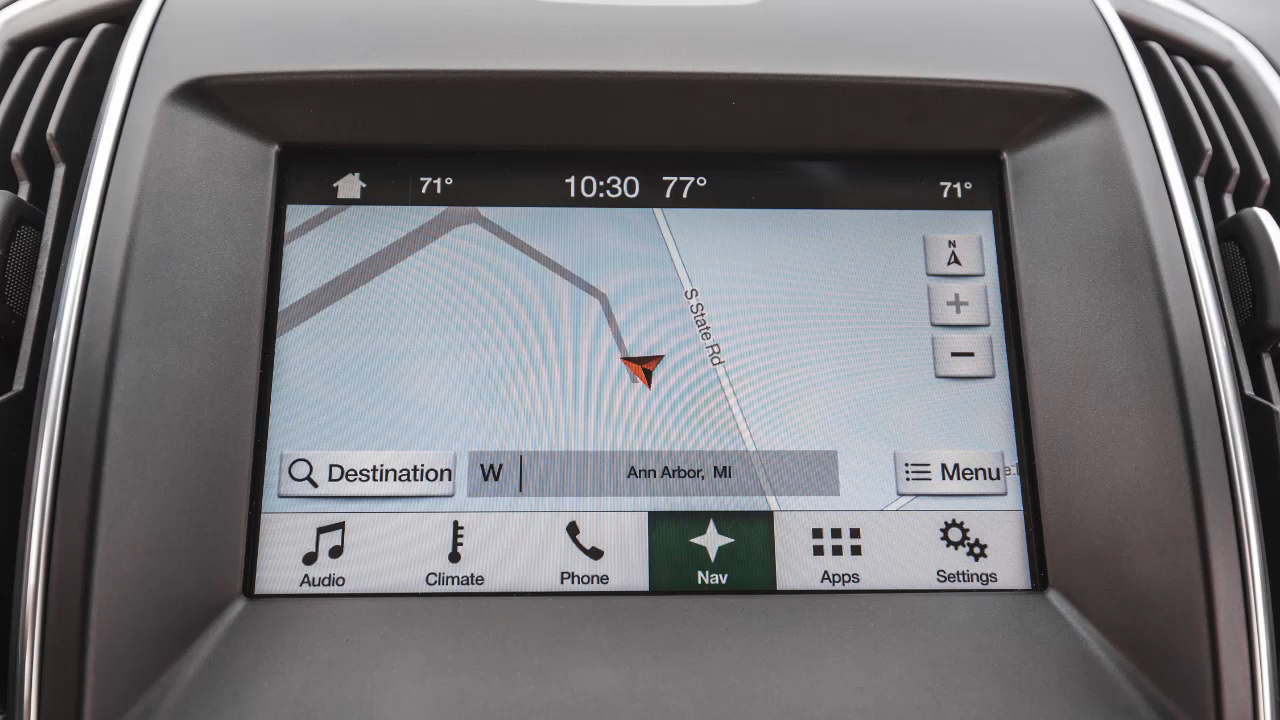 71° 10:30 77° 71°
N
+
S State Rd
−
Destination W Ann Arbor, MI Menu
Audio Climate Phone Nav Apps Settings